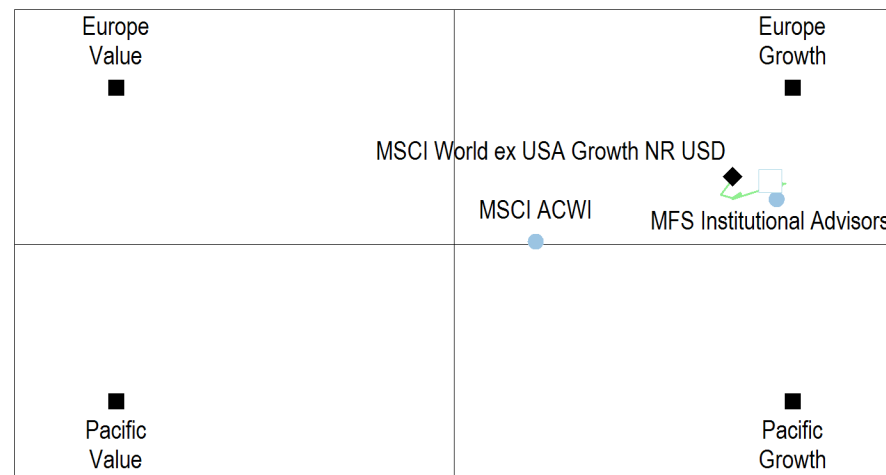 Europe
Value
Europe
Growth
MSCI World ex USA Growth NR USD
MSCI ACWI
MFS Institutional Advisors
Pacific
Value
Pacific
Growth